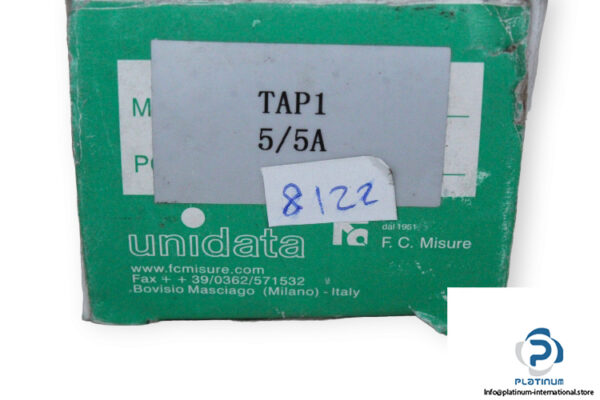 TAP1
5/5A
8122
unidata
dal 1951
F. C. Misure
www.fcmisure.com
Fax + + 39/0362/571532
Bovisio Masciago (Milano) - Italy
PLATINUM
Info@platinum-international.store